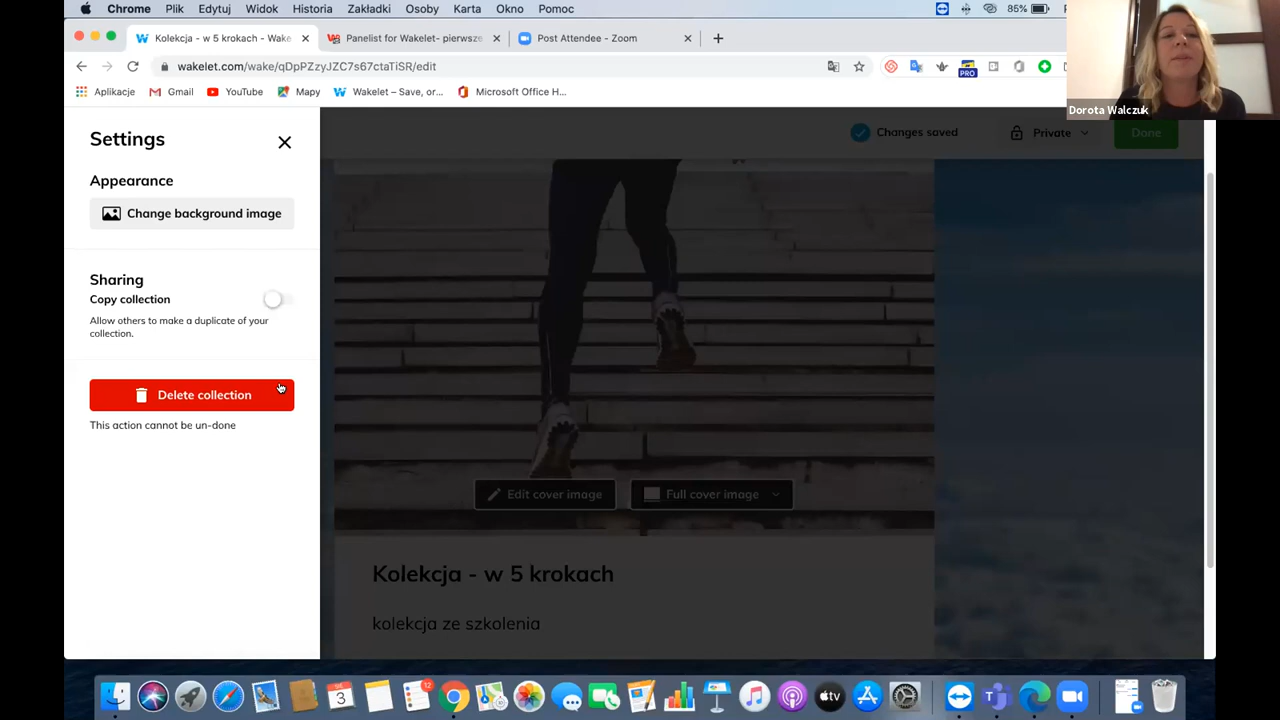 Chrome Plik Edytuj Widok Historia Zakładki Osoby Karta Okno Pomoc 85%
Kolekcja - w 5 krokach - Wake
Panelist for Wakelet- pierwsze
Post Attendee - Zoom
wakelet.com/wake/qDpPZzyJZC7s67ctaTiSR/edit
PRO
Aplikacje Gmail YouTube Mapy Wakelet – Save, or... Microsoft Office H...
Dorota Walczuk
Settings
Changes saved Private Done
Appearance
Change background image
Sharing
Copy collection
Allow others to make a duplicate of your
collection.
Delete collection
This action cannot be un-done
Edit cover image Full cover image
Kolekcja - w 5 krokach
kolekcja ze szkolenia
3
12
tv